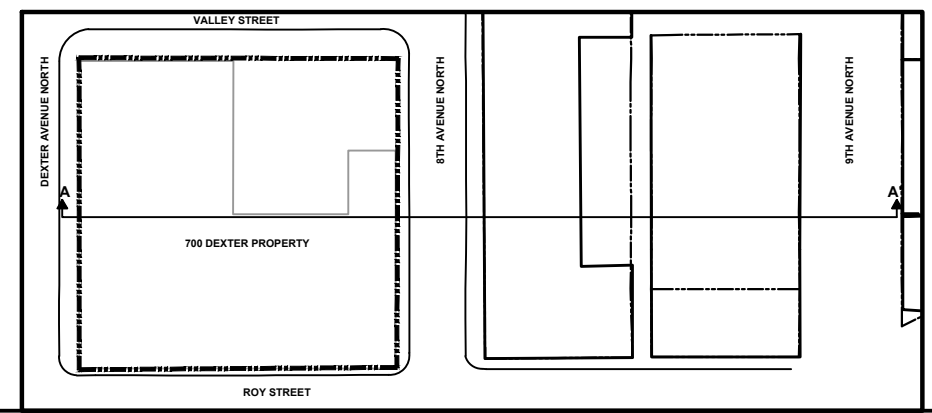 VALLEY STREET
DEXTER AVENUE NORTH
8TH AVENUE NORTH
9TH AVENUE NORTH
A
A'
700 DEXTER PROPERTY
ROY STREET